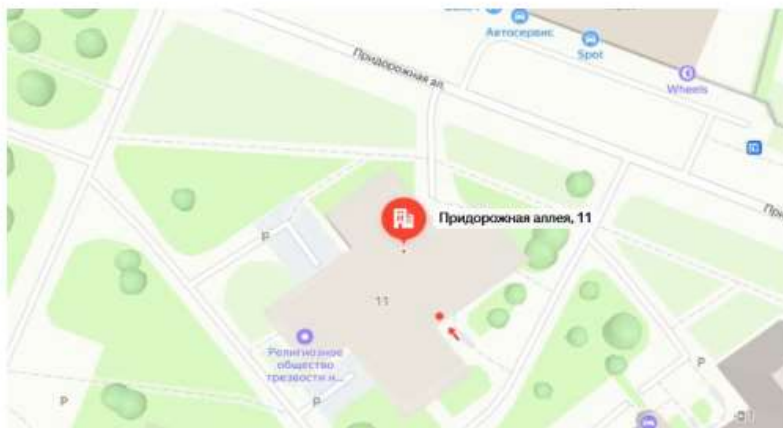 Автосервис
Spot
Придорожная ал.
Wheels
Придорожная аллея, 11
P
11
Религиозное
общество
трезвости и...
P
P
P